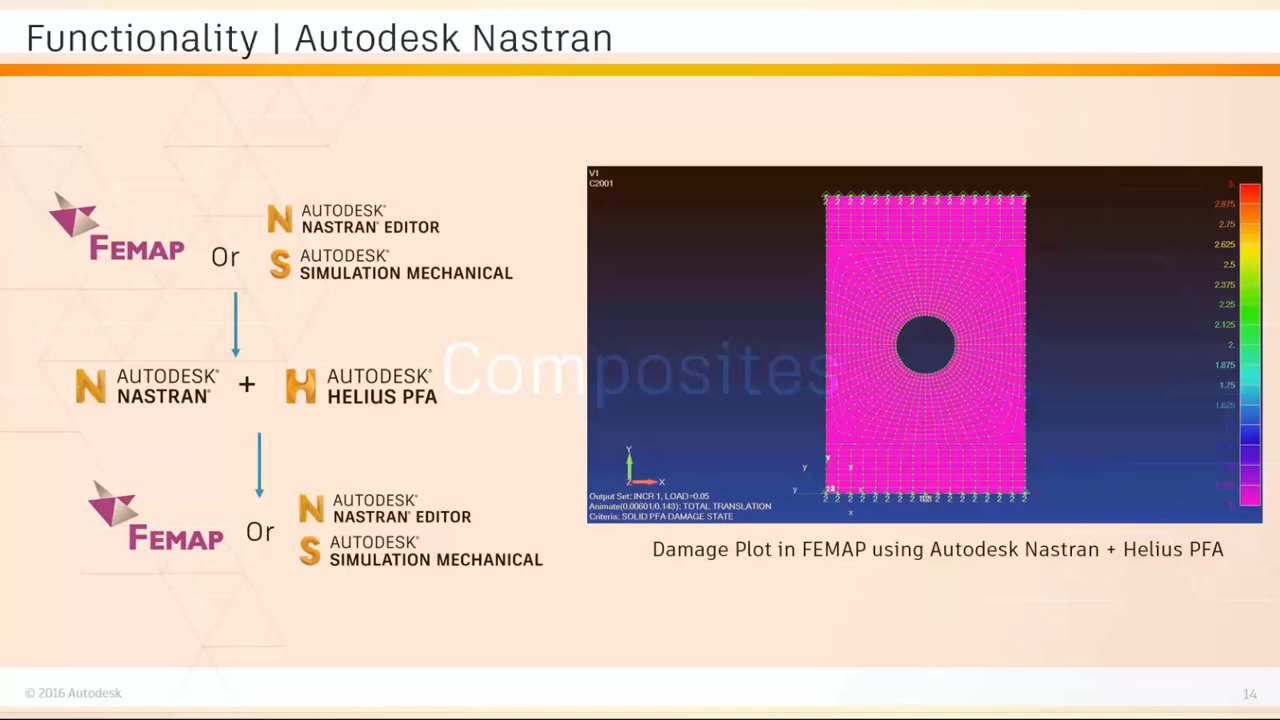 Functionality | Autodesk Nastran
FEMAP
Or
AUTODESK®
NASTRAN® EDITOR
AUTODESK®
SIMULATION MECHANICAL
N AUTODESK®
NASTRAN®
+
H AUTODESK®
HELIUS PFA
Composites
FEMAP
Or
AUTODESK®
NASTRAN® EDITOR
AUTODESK®
SIMULATION MECHANICAL
V1
C2001
3.
2.875
2.75
2.625
2.5
2.375
2.25
2.125
2.
1.875
1.75
1.625
Y
Z
X
Output Set: INCR 1, LOAD=0.05
Animate(0.00601/0.143): TOTAL TRANSLATION
Criteria: SOLID PFA DAMAGE STATE
Damage Plot in FEMAP using Autodesk Nastran + Helius PFA
© 2016 Autodesk
14